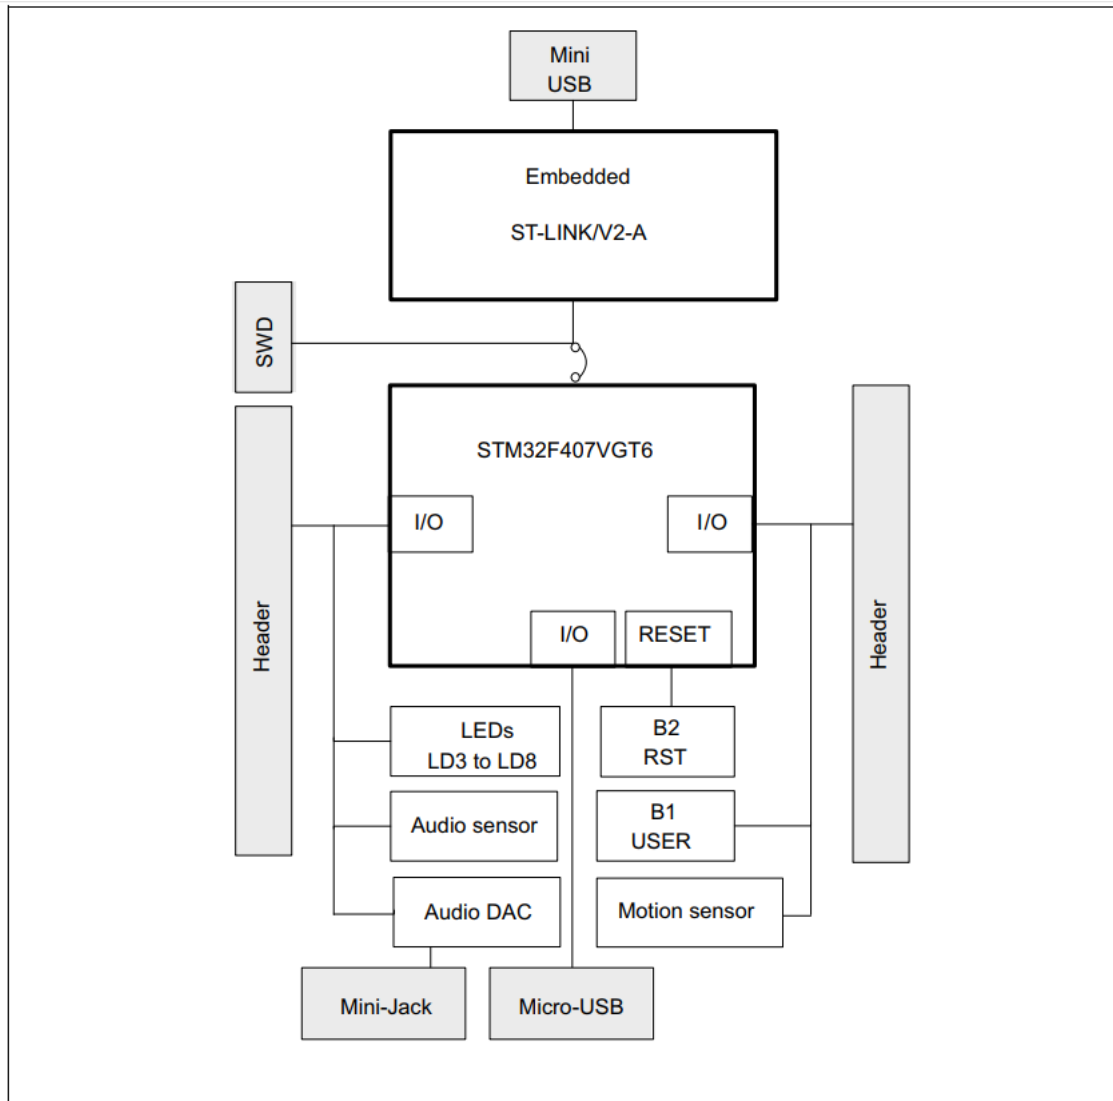 Mini
USB
Embedded
ST-LINK/V2-A
SWD
STM32F407VGT6
I/O
I/O
Header
Header
I/O
RESET
LEDs
LD3 to LD8
B2
RST
Audio sensor
B1
USER
Audio DAC
Motion sensor
Mini-Jack
Micro-USB